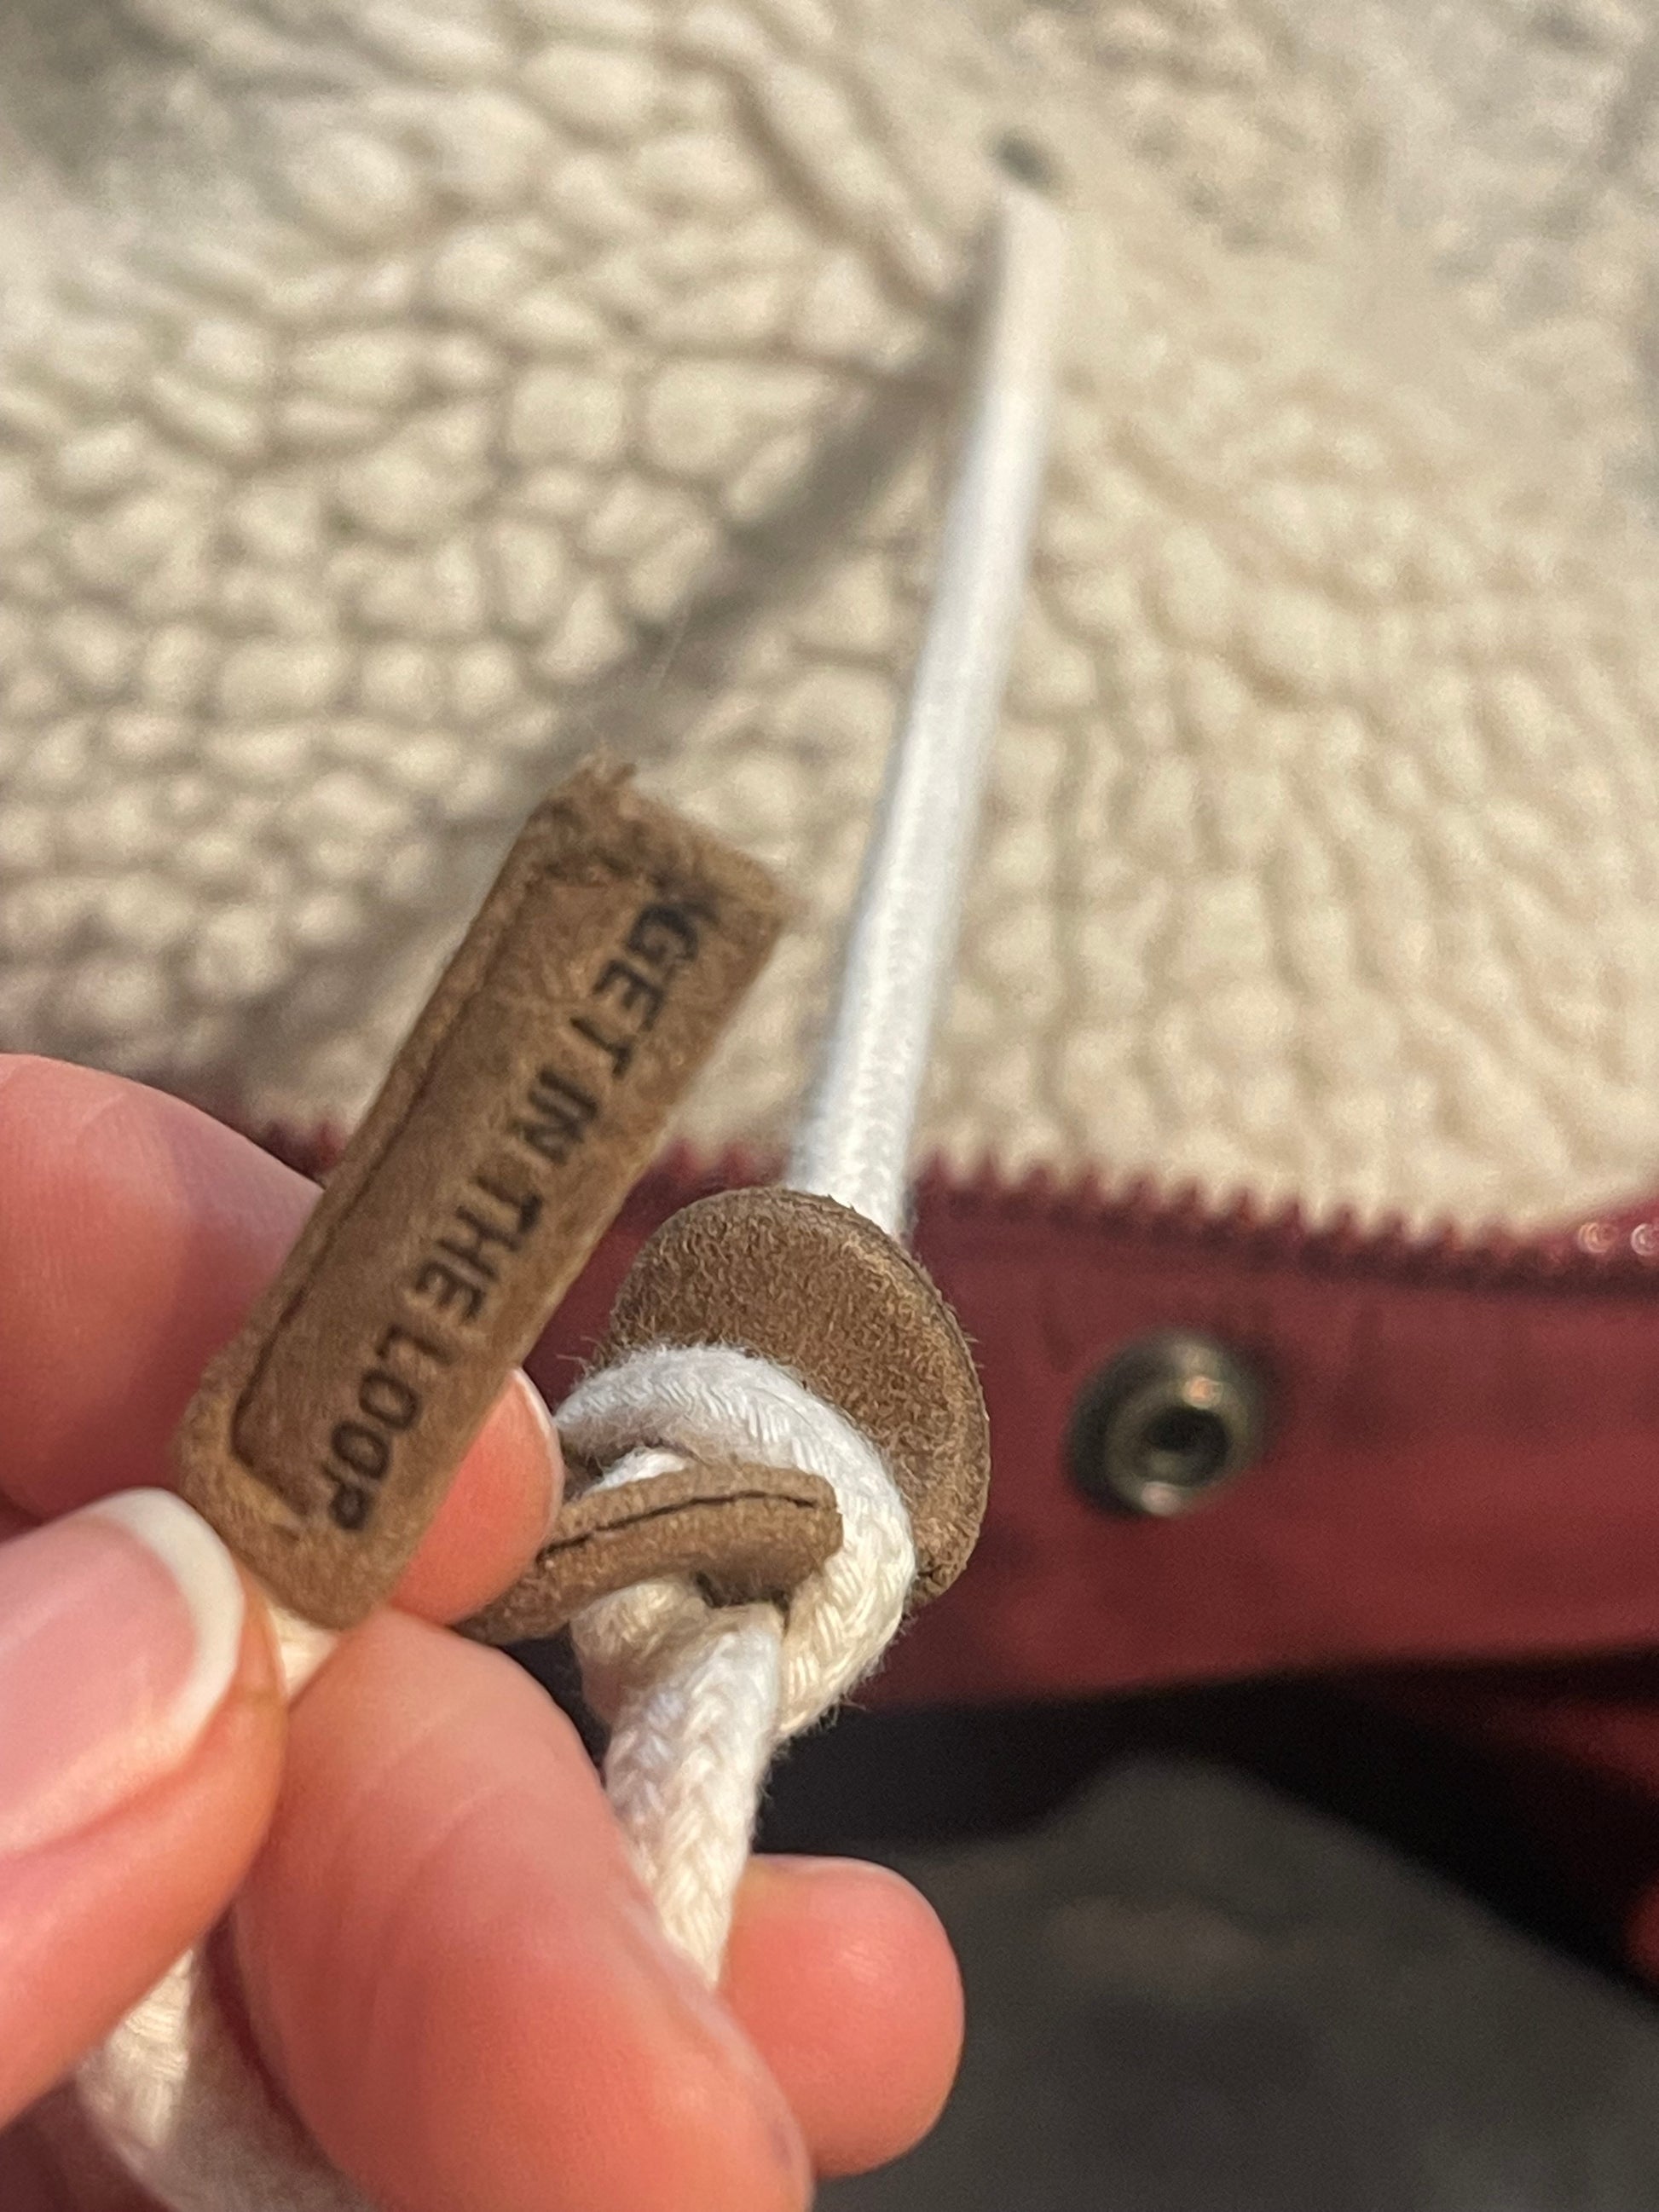 GET IN THE LOOP